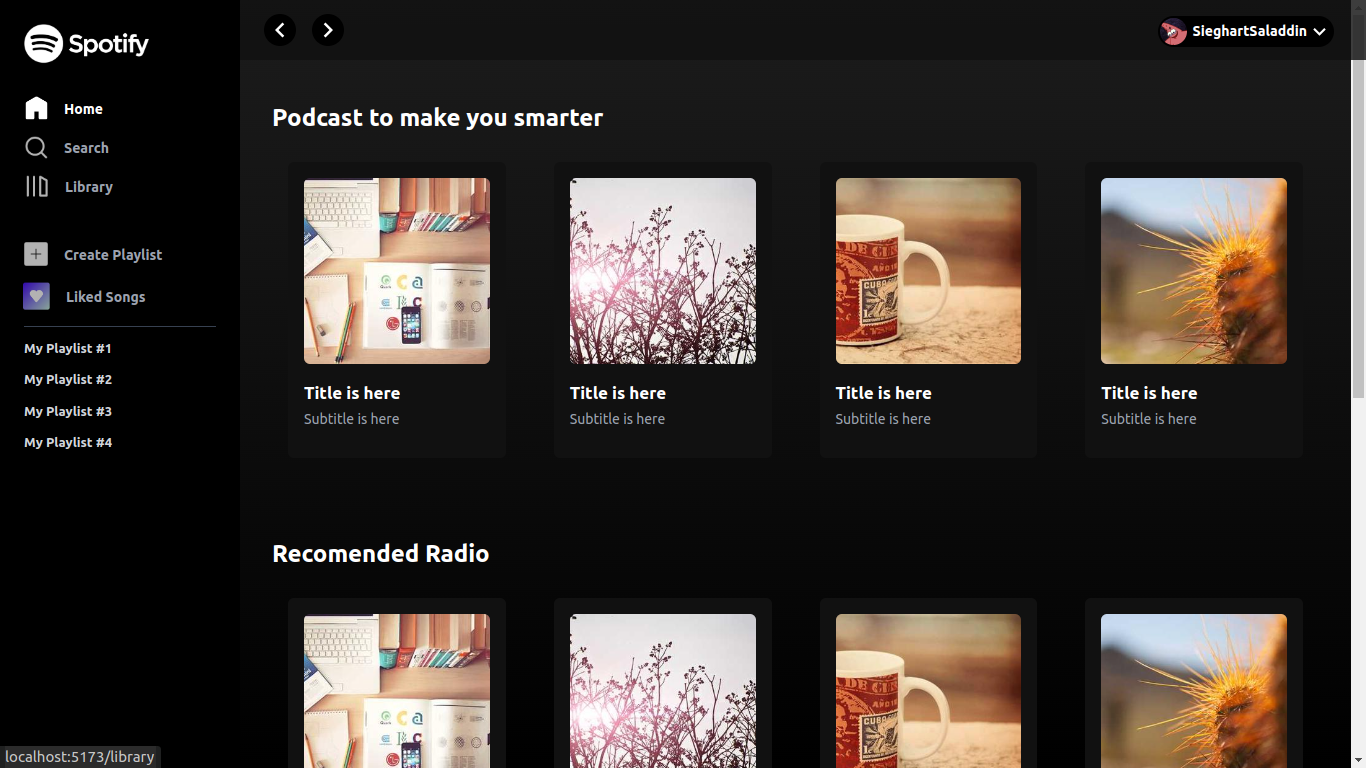 Spotify
SieghartSaladdin
Home
Search
Library
Create Playlist
Liked Songs
My Playlist #1
My Playlist #2
My Playlist #3
My Playlist #4
Podcast to make you smarter
Title is here
Subtitle is here
Title is here
Subtitle is here
Title is here
Subtitle is here
Title is here
Subtitle is here
Recomended Radio
localhost:5173/library